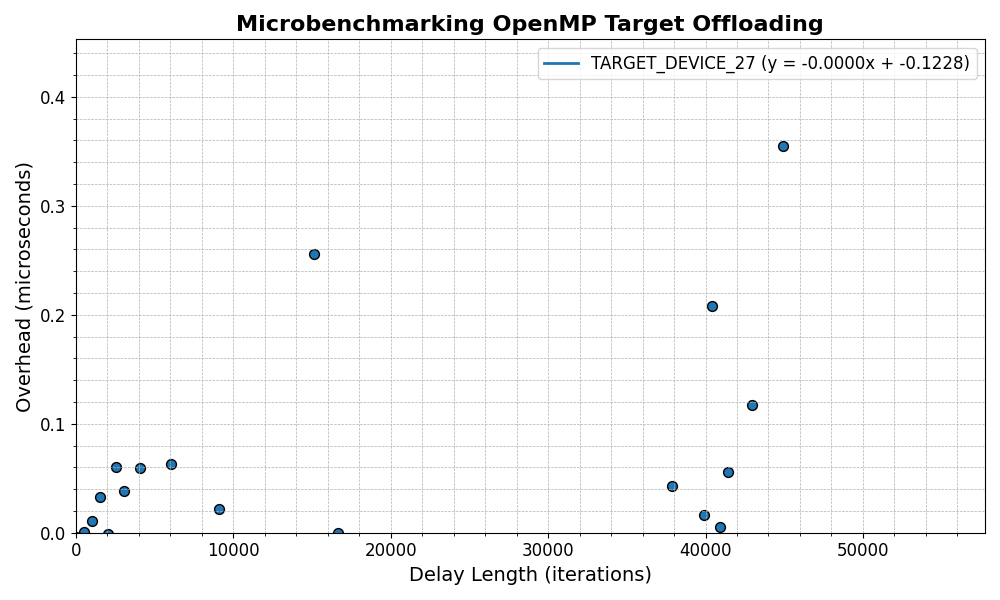 Microbenchmarking OpenMP Target Offloading
TARGET_DEVICE_27 (y = -0.0000x + -0.1228)
Overhead (microseconds)
0.4
0.3
0.2
0.1
0.0
0 10000 20000 30000 40000 50000
Delay Length (iterations)